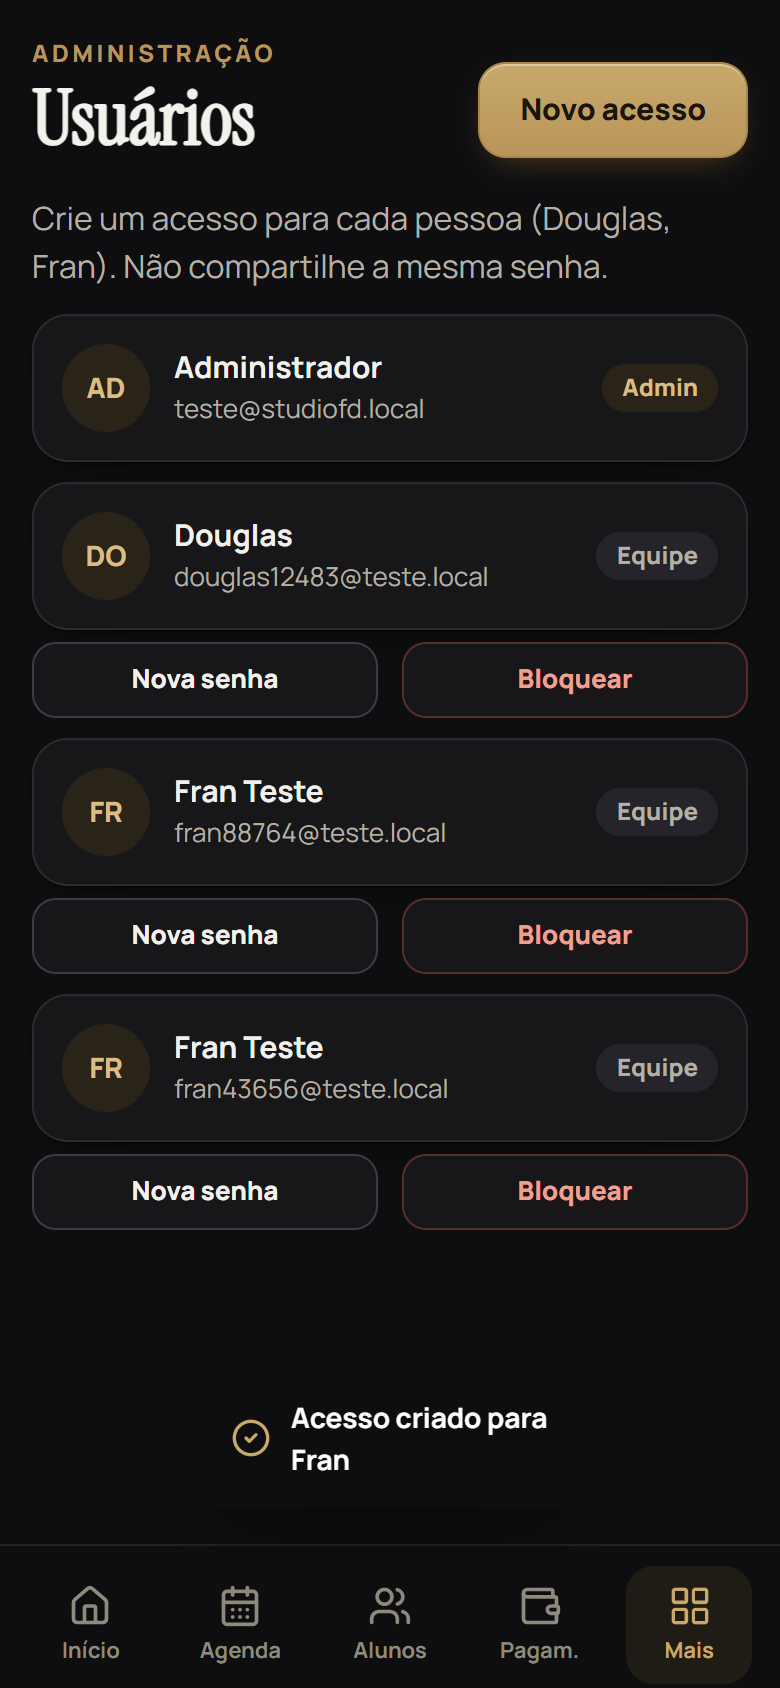 ADMINISTRAÇÃO
Usuários
Novo acesso
Crie um acesso para cada pessoa (Douglas,
Fran). Não compartilhe a mesma senha.
AD
Administrador
teste@studiofd.local
Admin
DO
Douglas
douglas12483@teste.local
Equipe
Nova senha
Bloquear
FR
Fran Teste
fran88764@teste.local
Equipe
Nova senha
Bloquear
FR
Fran Teste
fran43656@teste.local
Equipe
Nova senha
Bloquear
Acesso criado para
Fran
Início
Agenda
Alunos
Pagam.
Mais